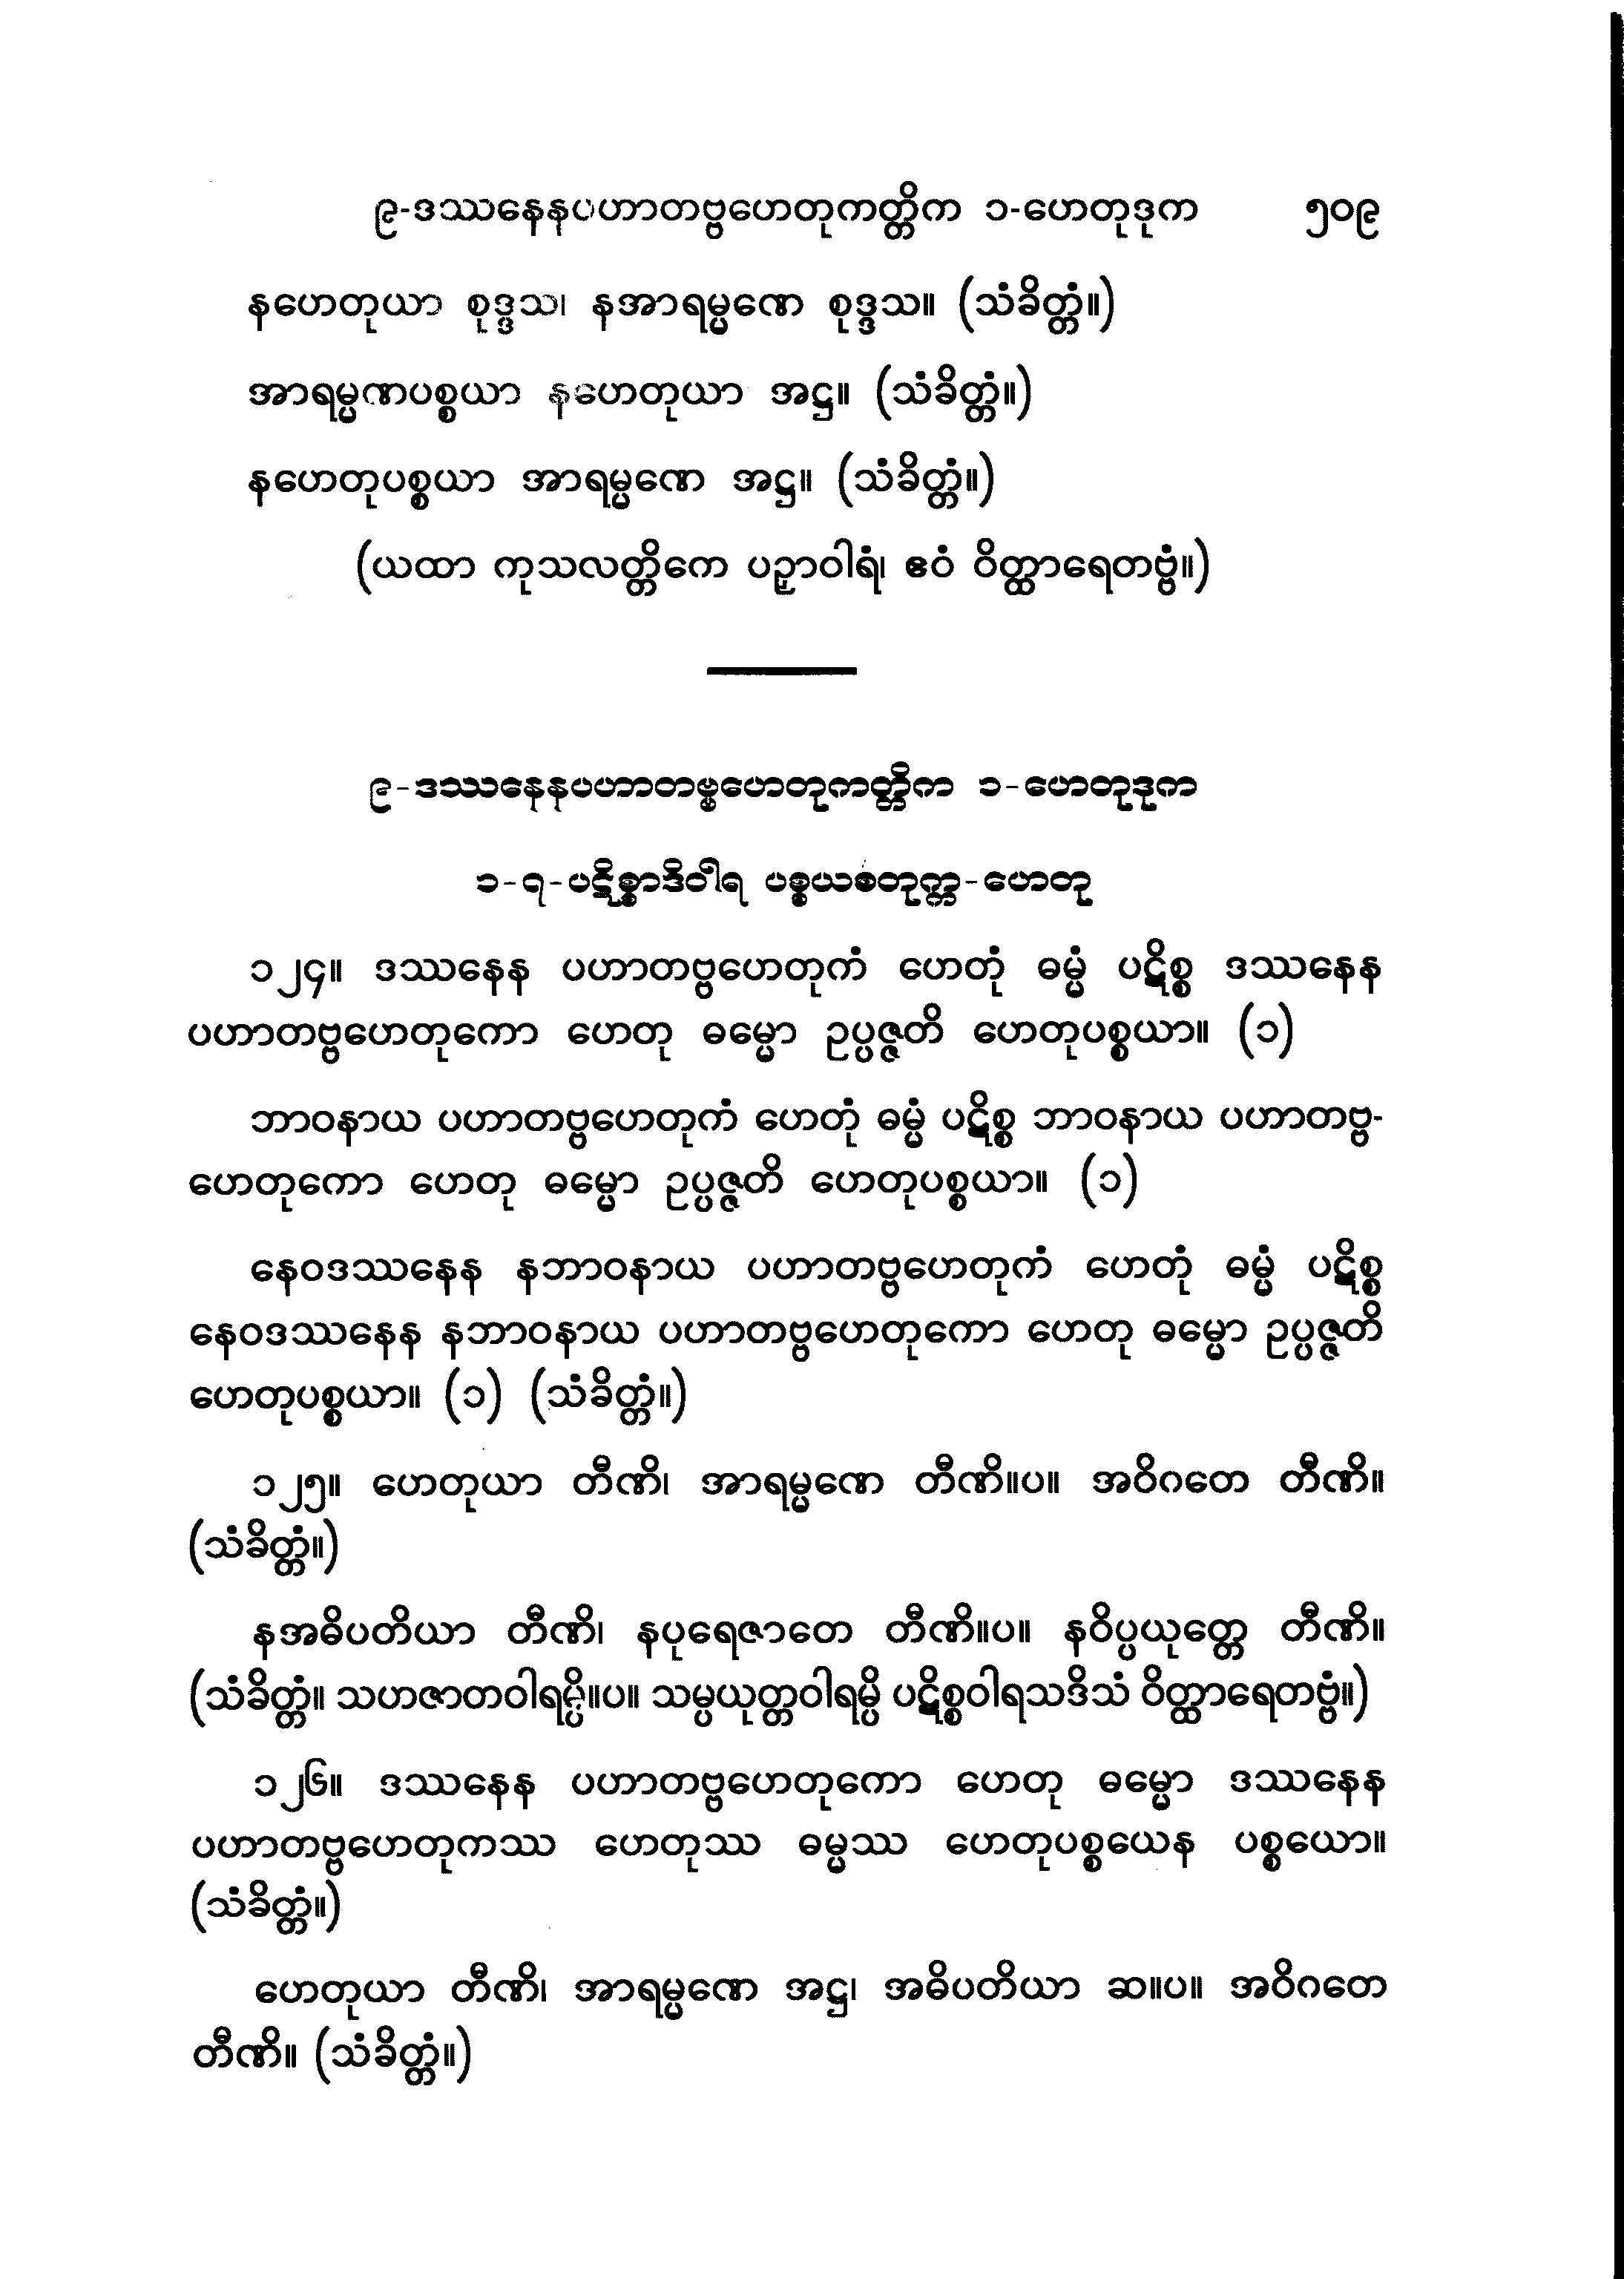 ၉-ဒဿနေနပဟာတဗ္ဗဟေတုကတ္တိက ၁-ဟေတုဒုက ၅၀၉
နဟေတုယာ စုဒ္ဒသ၊ နအာရမ္မဏေ စုဒ္ဒသ။ (သံခိတ္တံ။)
အာရမ္မဏပစ္စယာ နဟေတုယာ အဋ္ဌ။ (သံခိတ္တံ။)
နဟေတုပစ္စယာ အာရမ္မဏေ အဋ္ဌ။ (သံခိတ္တံ။)
(ယထာ ကုသလတ္တိကေ ပဉှာဝါရံ၊ ဧဝံ ဝိတ္ထာရေတဗ္ဗံ။)
၉-ဒဿနေနပဟာတဗ္ဗဟေတုကတ္တိက ၁-ဟေတုဒုက
၁-၇-ပဋိစ္စာဒိဝါရ ပစ္စယစတုက္က-ဟေတု
၁၂၄။ ဒဿနေန ပဟာတဗ္ဗဟေတုကံ ဟေတုံ ဓမ္မံ ပဋိစ္စ ဒဿနေန
ပဟာတဗ္ဗဟေတုကော ဟေတု ဓမ္မော ဥပ္ပဇ္ဇတိ ဟေတုပစ္စယာ။ (၁)
ဘာဝနာယ ပဟာတဗ္ဗဟေတုကံ ဟေတုံ ဓမ္မံ ပဋိစ္စ ဘာဝနာယ ပဟာတဗ္ဗ-
ဟေတုကော ဟေတု ဓမ္မော ဥပ္ပဇ္ဇတိ ဟေတုပစ္စယာ။ (၁)
နေဝဒဿနေန နဘာဝနာယ ပဟာတဗ္ဗဟေတုကံ ဟေတုံ ဓမ္မံ ပဋိစ္စ
နေဝဒဿနေန နဘာဝနာယ ပဟာတဗ္ဗဟေတုကော ဟေတု ဓမ္မော ဥပ္ပဇ္ဇတိ
ဟေတုပစ္စယာ။ (၁) (သံခိတ္တံ။)
၁၂၅။ ဟေတုယာ တီဏိ၊ အာရမ္မဏေ တီဏိ။ပ။ အဝိဂတေ တီဏိ။
(သံခိတ္တံ။)
နအဓိပတိယာ တီဏိ၊ နပုရေဇာတေ တီဏိ။ပ။ နဝိပ္ပယုတ္တေ တီဏိ။
(သံခိတ္တံ။ သဟဇာတဝါရမ္ပိ။ပ။ သမ္ပယုတ္တဝါရမ္ပိ ပဋိစ္စဝါရသဒိသံ ဝိတ္ထာရေတဗ္ဗံ။)
၁၂၆။ ဒဿနေန ပဟာတဗ္ဗဟေတုကော ဟေတု ဓမ္မော ဒဿနေန
ပဟာတဗ္ဗဟေတုကဿ ဟေတုဿ ဓမ္မဿ ဟေတုပစ္စယေန ပစ္စယော။
(သံခိတ္တံ။)
ဟေတုယာ တီဏိ၊ အာရမ္မဏေ အဋ္ဌ၊ အဓိပတိယာ ဆ။ပ။ အဝိဂတေ
တီဏိ။ (သံခိတ္တံ။)